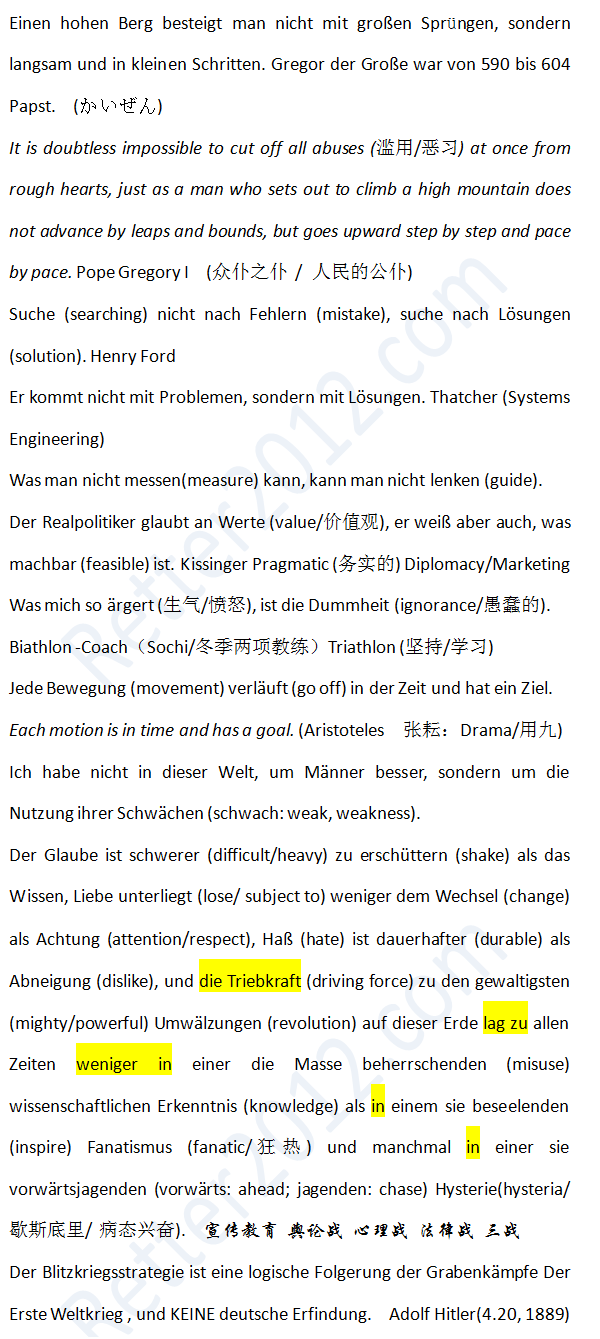 Einen hohen Berg besteigt man nicht mit großen Sprüngen, sondern
langsam und in kleinen Schritten. Gregor der Große war von 590 bis 604
Papst. (かいぜん)
It is doubtless impossible to cut off all abuses (滥用/恶习) at once from
rough hearts, just as a man who sets out to climb a high mountain does
not advance by leaps and bounds, but goes upward step by step and pace
by pace. Pope Gregory I (众仆之仆 / 人民的公仆)
Suche (searching) nicht nach Fehlern (mistake), suche nach Lösungen
(solution). Henry Ford
Er kommt nicht mit Problemen, sondern mit Lösungen. Thatcher (Systems
Engineering)
Was man nicht messen(measure) kann, kann man nicht lenken (guide).
Der Realpolitiker glaubt an Werte (value/价值观), er weiß aber auch, was
machbar (feasible) ist. Kissinger Pragmatic (务实的) Diplomacy/Marketing
Was mich so ärgert (生气/愤怒), ist die Dummheit (ignorance/愚蠢的).
Biathlon -Coach（Sochi/冬季两项教练）Triathlon (坚持/学习)
Jede Bewegung (movement) verläuft (go off) in der Zeit und hat ein Ziel.
Each motion is in time and has a goal. (Aristoteles 张耘：Drama/用九)
Ich habe nicht in dieser Welt, um Männer besser, sondern um die
Nutzung ihrer Schwächen (schwach: weak, weakness).
Der Glaube ist schwerer (difficult/heavy) zu erschüttern (shake) als das
Wissen, Liebe unterliegt (lose/ subject to) weniger dem Wechsel (change)
als Achtung (attention/respect), Haß (hate) ist dauerhafter (durable) als
Abneigung (dislike), und die Triebkraft (driving force) zu den gewaltigsten
(mighty/powerful) Umwälzungen (revolution) auf dieser Erde lag zu allen
Zeiten weniger in einer die Masse beherrschenden (misuse)
wissenschaftlichen Erkenntnis (knowledge) als in einem sie beseelenden
(inspire) Fanatismus (fanatic/狂热) und manchmal in einer sie
vorwärtsjagenden (vorwärts: ahead; jagenden: chase) Hysterie(hysteria/
歇斯底里/ 病态兴奋). 宣传教育 舆论战 心理战 法律战 三战
Der Blitzkriegsstrategie ist eine logische Folgerung der Grabenkämpfe Der
Erste Weltkrieg , und KEINE deutsche Erfindung. Adolf Hitler(4.20, 1889)
Retter2012.com
Retter2012.com